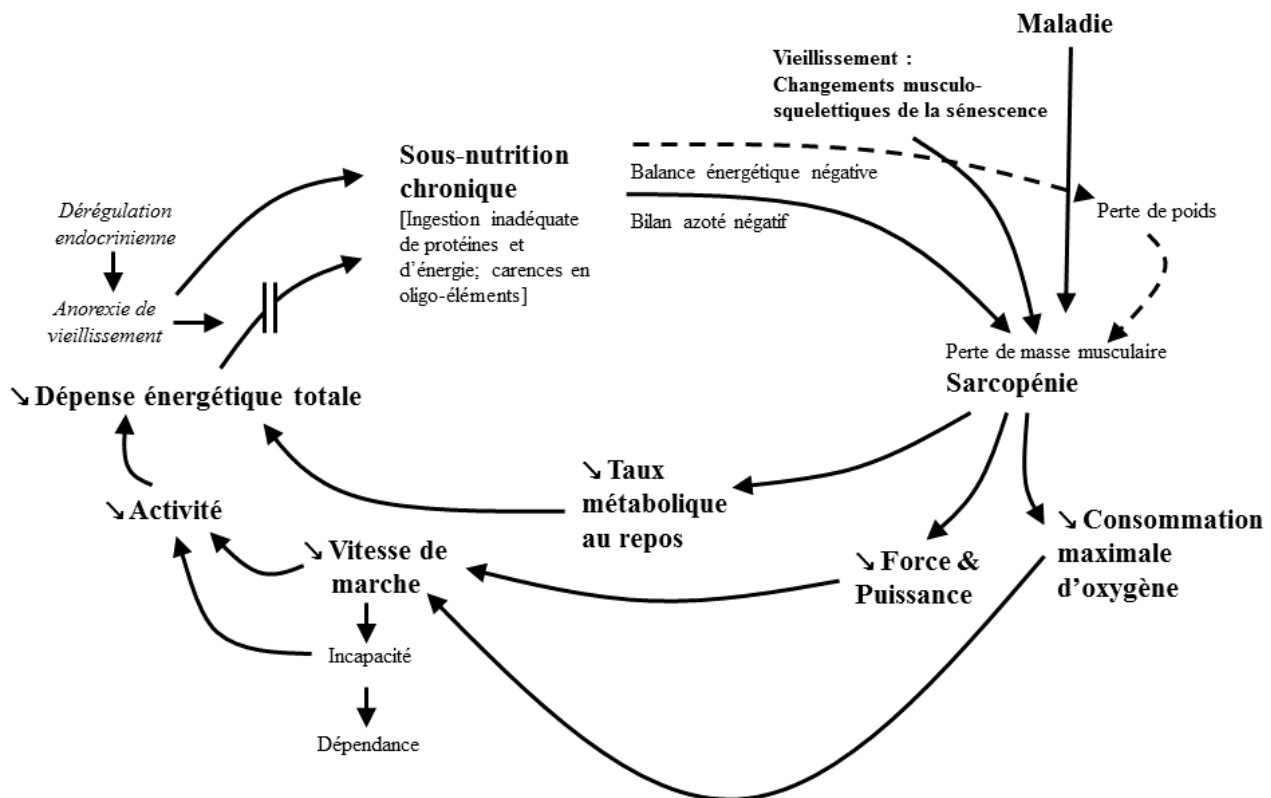 Maladie
Vieillissement :
Changements musculo-
squelettiques de la sénescence
Sous-nutrition
chronique
[Ingestion inadéquate
de protéines et
d’énergie; carences en
oligo-éléments]
Balance énergétique négative
Bilan azoté négatif
Perte de poids
Dérégulation
endocrinienne
Anorexie de
vieillissement
Perte de masse musculaire
Sarcopénie
↘ Dépense énergétique totale
↘ Taux
métabolique
au repos
↘ Activité
↘ Vitesse de
marche
↘ Force &
Puissance
↘ Consommation
maximale
d’oxygène
Incapacité
Dépendance